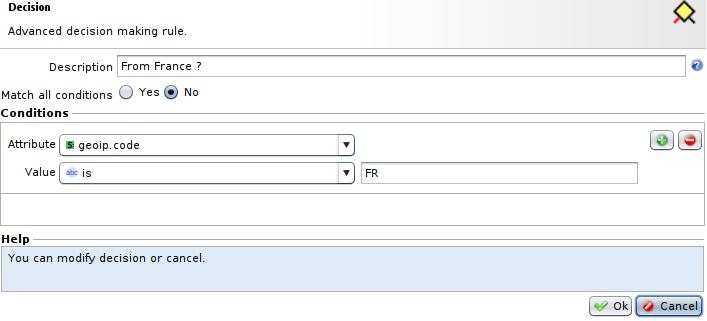 Decision
Advanced decision making rule.
Description From France ?
Match all conditions Yes No
Conditions
Attribute S geoip.code
Value abc is FR
Help
You can modify decision or cancel.
Ok Cancel